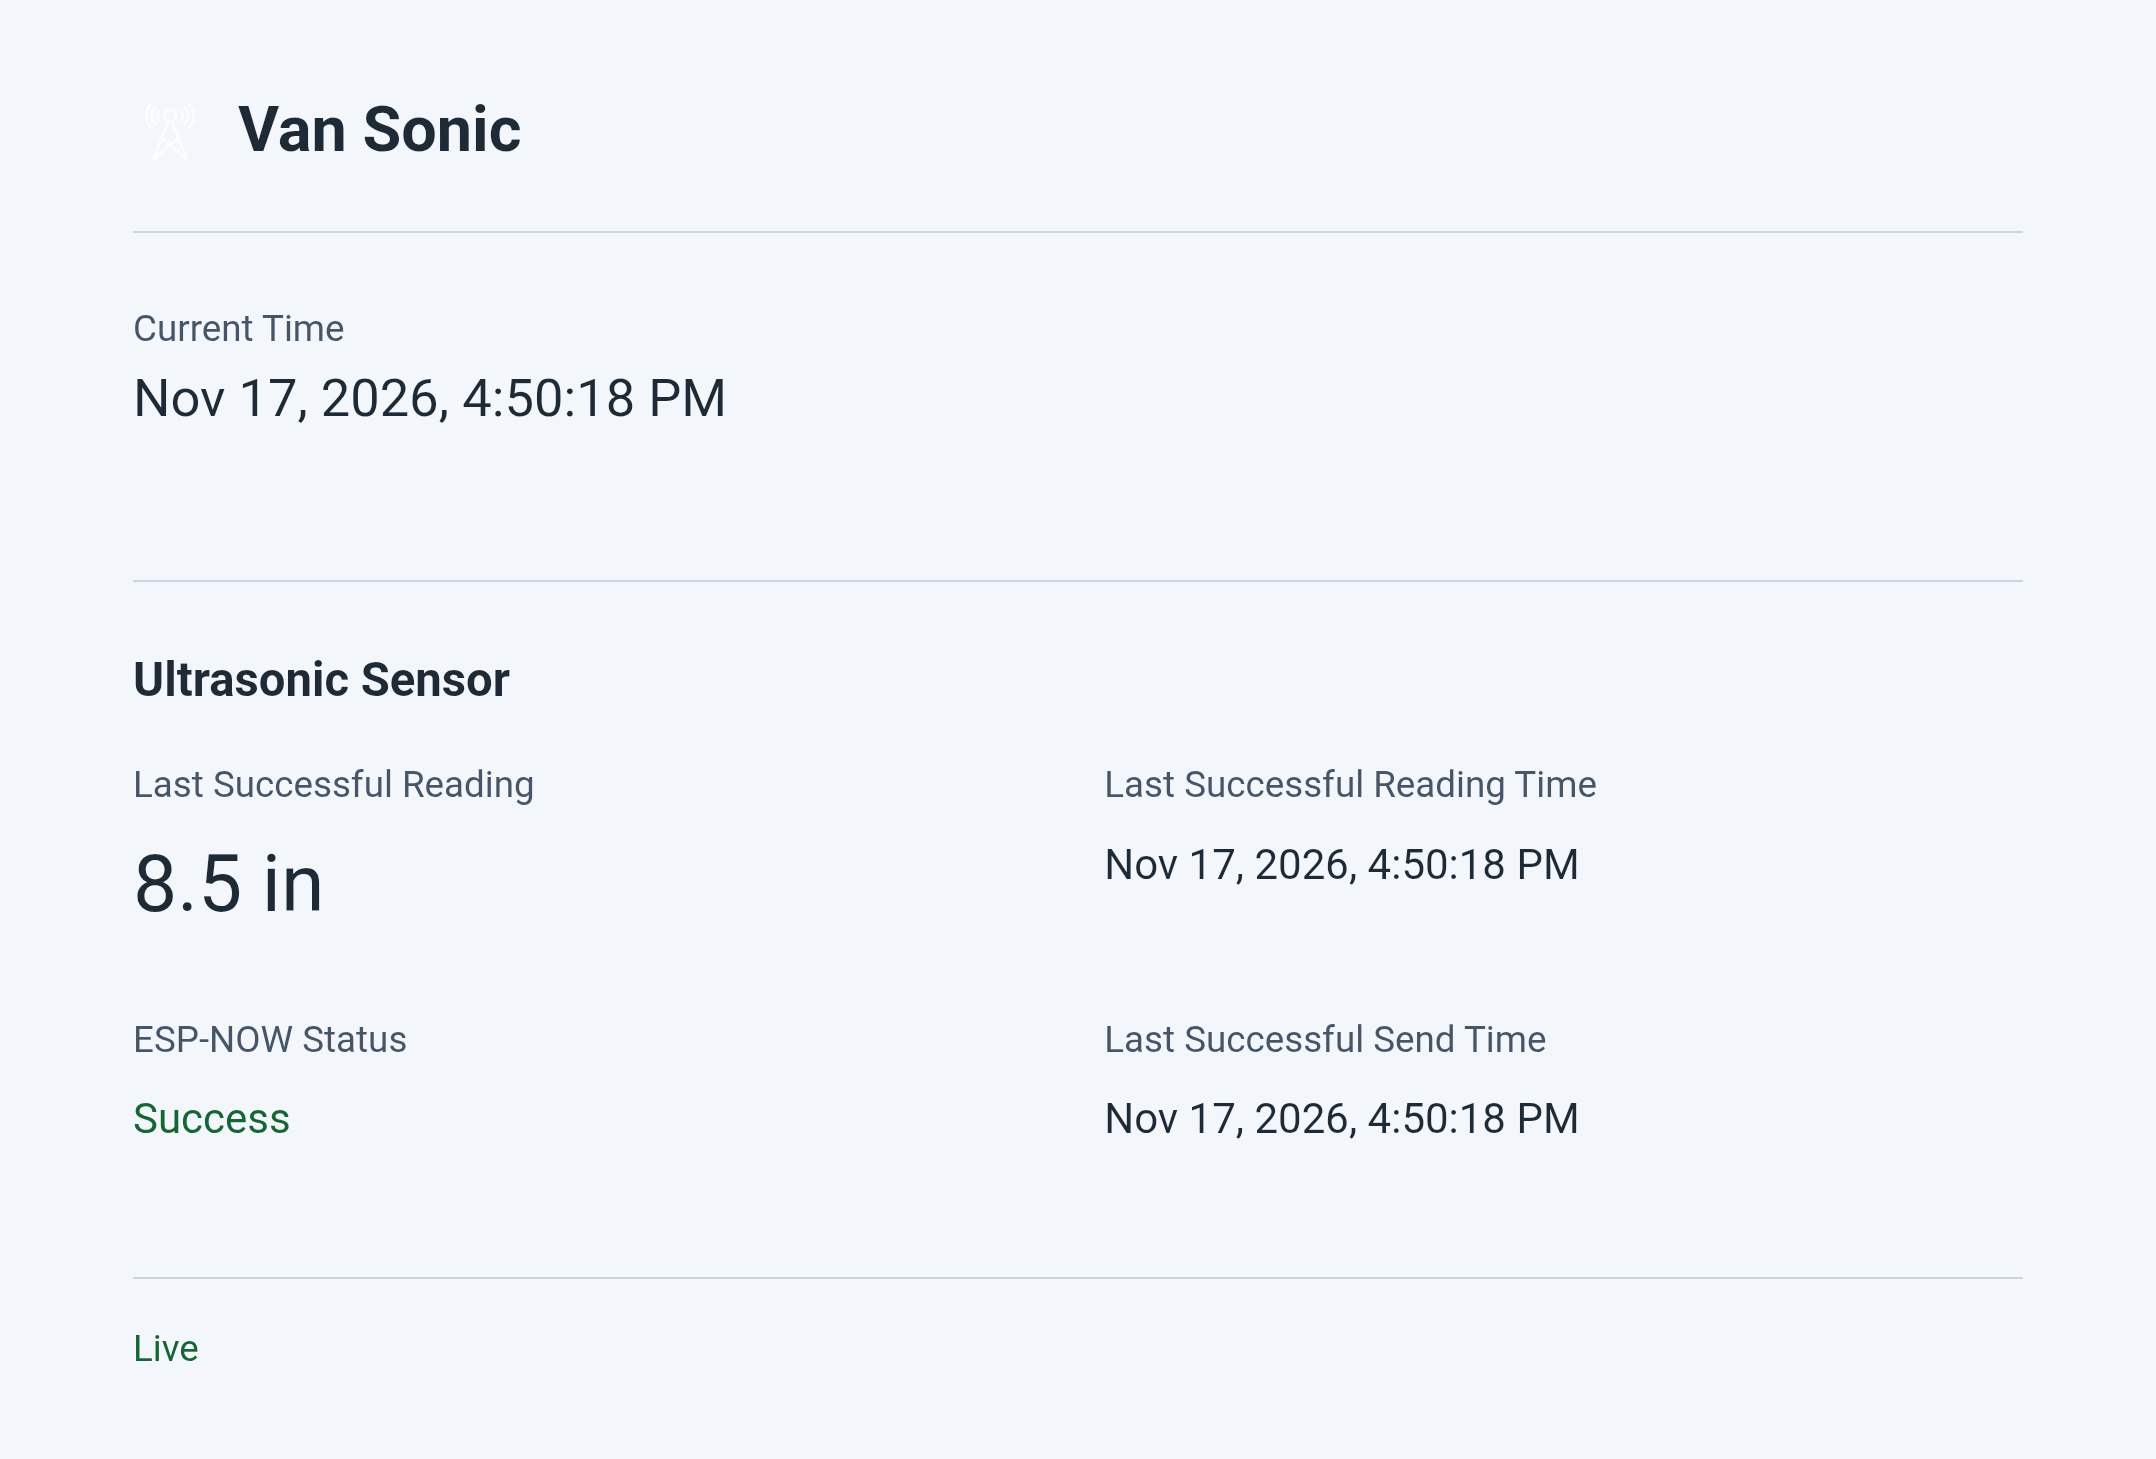 Van Sonic
Current Time
Nov 17, 2026, 4:50:18 PM
Ultrasonic Sensor
Last Successful Reading
8.5 in
Last Successful Reading Time
Nov 17, 2026, 4:50:18 PM
ESP-NOW Status
Success
Last Successful Send Time
Nov 17, 2026, 4:50:18 PM
Live